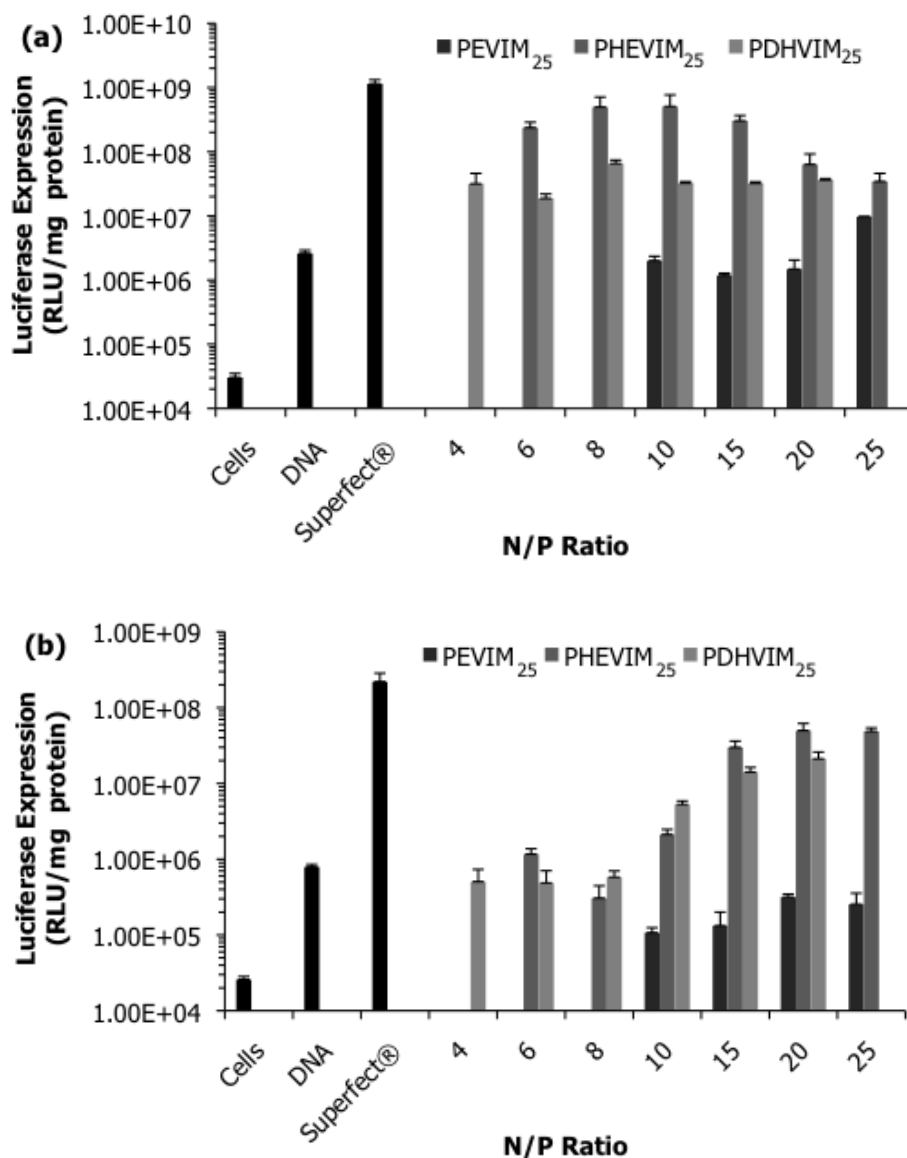 (a)
PEVIM25 PHEVIM25 PDHVIM25
Luciferase Expression
(RLU/mg protein)
1.00E+10
1.00E+09
1.00E+08
1.00E+07
1.00E+06
1.00E+05
1.00E+04
Cells DNA Superfect® 4 6 8 10 15 20 25
N/P Ratio
(b)
PEVIM25 PHEVIM25 PDHVIM25
Luciferase Expression
(RLU/mg protein)
1.00E+09
1.00E+08
1.00E+07
1.00E+06
1.00E+05
1.00E+04
Cells DNA Superfect® 4 6 8 10 15 20 25
N/P Ratio